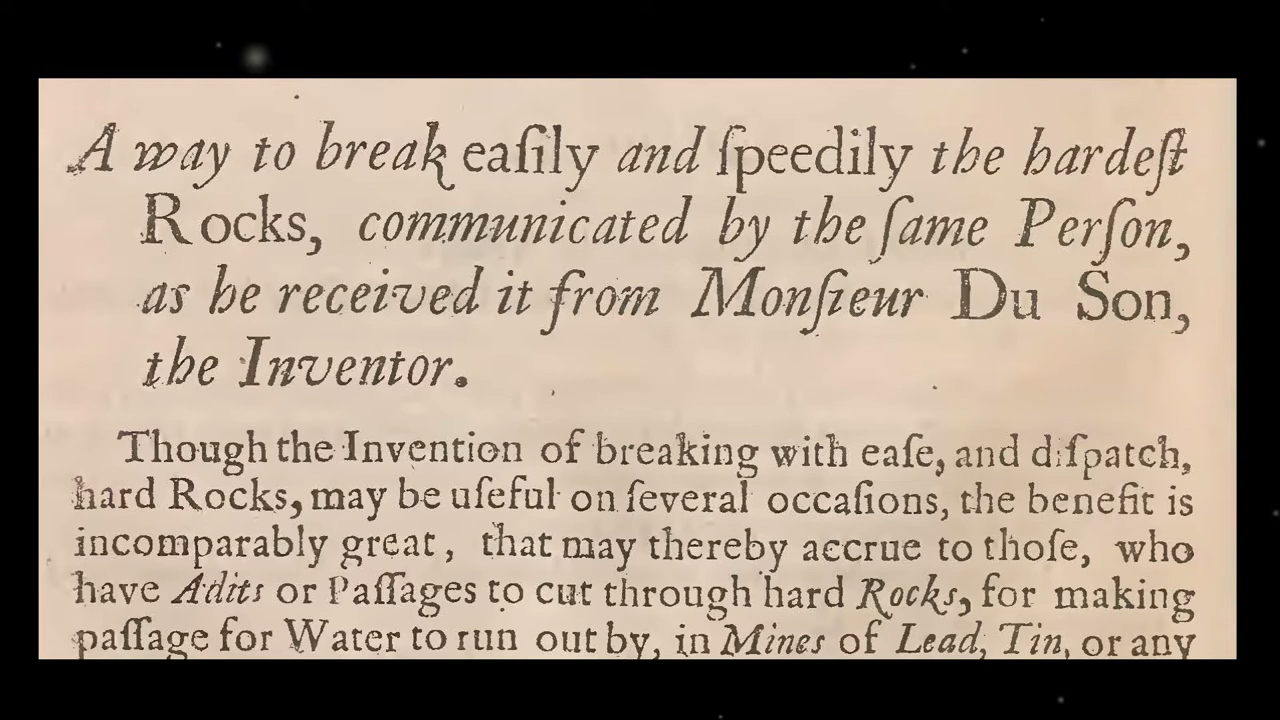 A way to break eaſily and ſpeedily the hardeſt
Rocks, communicated by the ſame Perſon,
as he received it from Monſieur Du Son,
the Inventor.
Though the Invention of breaking with eaſe, and diſpatch,
hard Rocks, may be uſeful on ſeveral occaſions, the benefit is
incomparably great, that may thereby accrue to thoſe, who
have Adits or Paſſages to cut through hard Rocks, for making
paſſage for Water to run out by, in Mines of Lead, Tin, or any